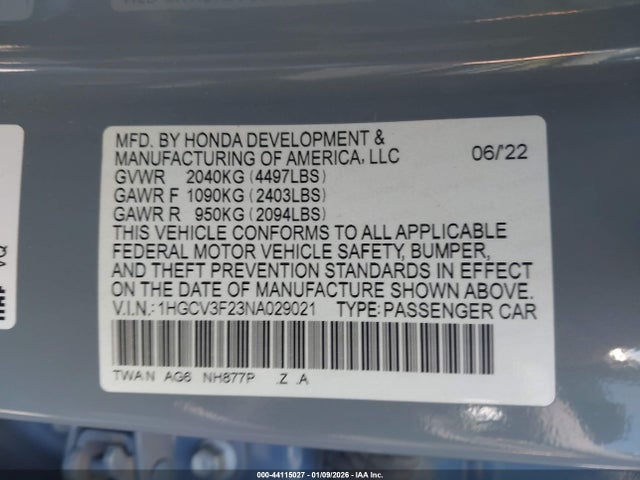 MFD. BY HONDA DEVELOPMENT &
MANUFACTURING OF AMERICA, LLC 06/'22
GVWR 2040KG (4497LBS)
GAWR F 1090KG (2403LBS)
GAWR R 950KG (2094LBS)
THIS VEHICLE CONFORMS TO ALL APPLICABLE
FEDERAL MOTOR VEHICLE SAFETY, BUMPER,
AND THEFT PREVENTION STANDARDS IN EFFECT
ON THE DATE OF MANUFACTURE SHOWN ABOVE.
V.I.N.: 1HGCV3F23NA029021 TYPE: PASSENGER CAR
TWAN AG6 NH877P .Z .A
VQ
000-44115027 - 01/09/2026 - IAA Inc.